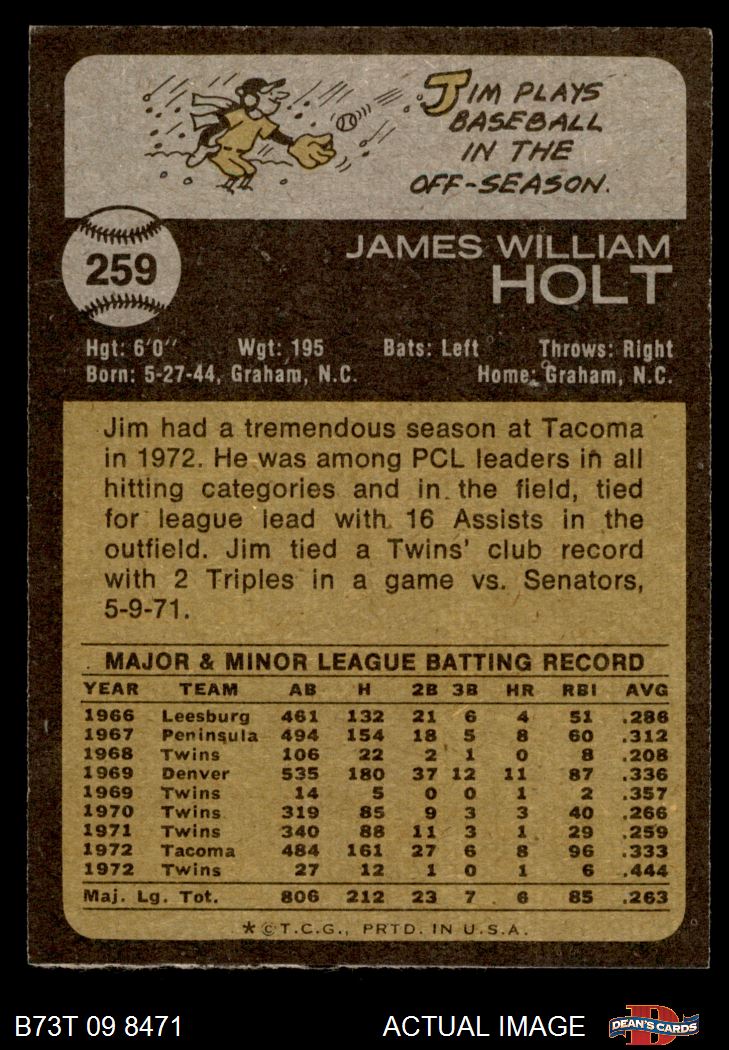 JIM PLAYS
BASEBALL
IN THE
OFF-SEASON.
259
JAMES WILLIAM
HOLT
Hgt: 6'0" Wgt: 195 Bats: Left Throws: Right
Born: 5-27-44, Graham, N.C. Home: Graham, N.C.
Jim had a tremendous season at Tacoma
in 1972. He was among PCL leaders in all
hitting categories and in the field, tied
for league lead with 16 Assists in the
outfield. Jim tied a Twins' club record
with 2 Triples in a game vs. Senators,
5-9-71.
MAJOR & MINOR LEAGUE BATTING RECORD
YEAR TEAM AB H 2B 3B HR RBI AVG
1966 Leesburg 461 132 21 6 4 51 .286
1967 Peninsula 494 154 18 5 8 60 .312
1968 Twins 106 22 2 1 0 8 .208
1969 Denver 535 180 37 12 11 87 .336
1969 Twins 14 5 0 0 1 2 .357
1970 Twins 319 85 9 3 3 40 .266
1971 Twins 340 88 11 3 1 29 .259
1972 Tacoma 484 161 27 6 8 96 .333
1972 Twins 27 12 1 0 1 6 .444
Maj. Lg. Tot. 806 212 23 7 6 85 .263
*©T.C.G., PRTD. IN U.S.A.
B73T 09 8471 ACTUAL IMAGE D DEAN'S CARDS